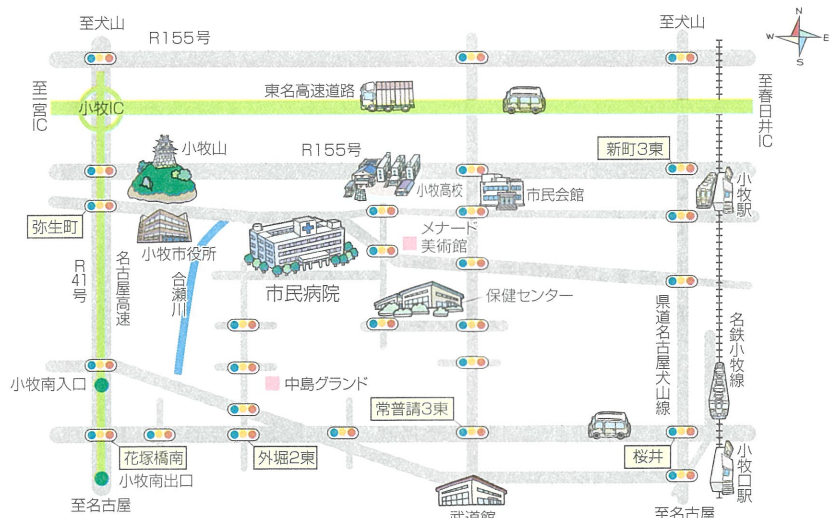 至犬山
R155号
至犬山
N
W
E
S
至一宮IC
小牧IC
東名高速道路
至春日井IC
小牧山
R155号
新町3東
小牧高校
市民会館
小牧駅
弥生町
小牧市役所
メナード
美術館
R41号
名古屋高速
合瀬川
市民病院
保健センター
県道名古屋犬山線
名鉄小牧線
小牧南入口
中島グランド
常普請3東
花塚橋南
外堀2東
桜井
小牧口駅
小牧南出口
至名古屋
武道館
至名古屋